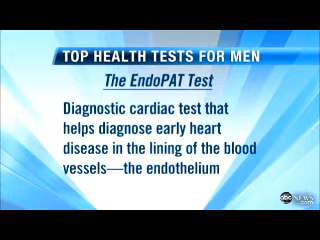 TOP HEALTH TESTS FOR MEN
The EndoPAT Test
Diagnostic cardiac test that
helps diagnose early heart
disease in the lining of the blood
vessels—the endothelium
abc NEWS
.com